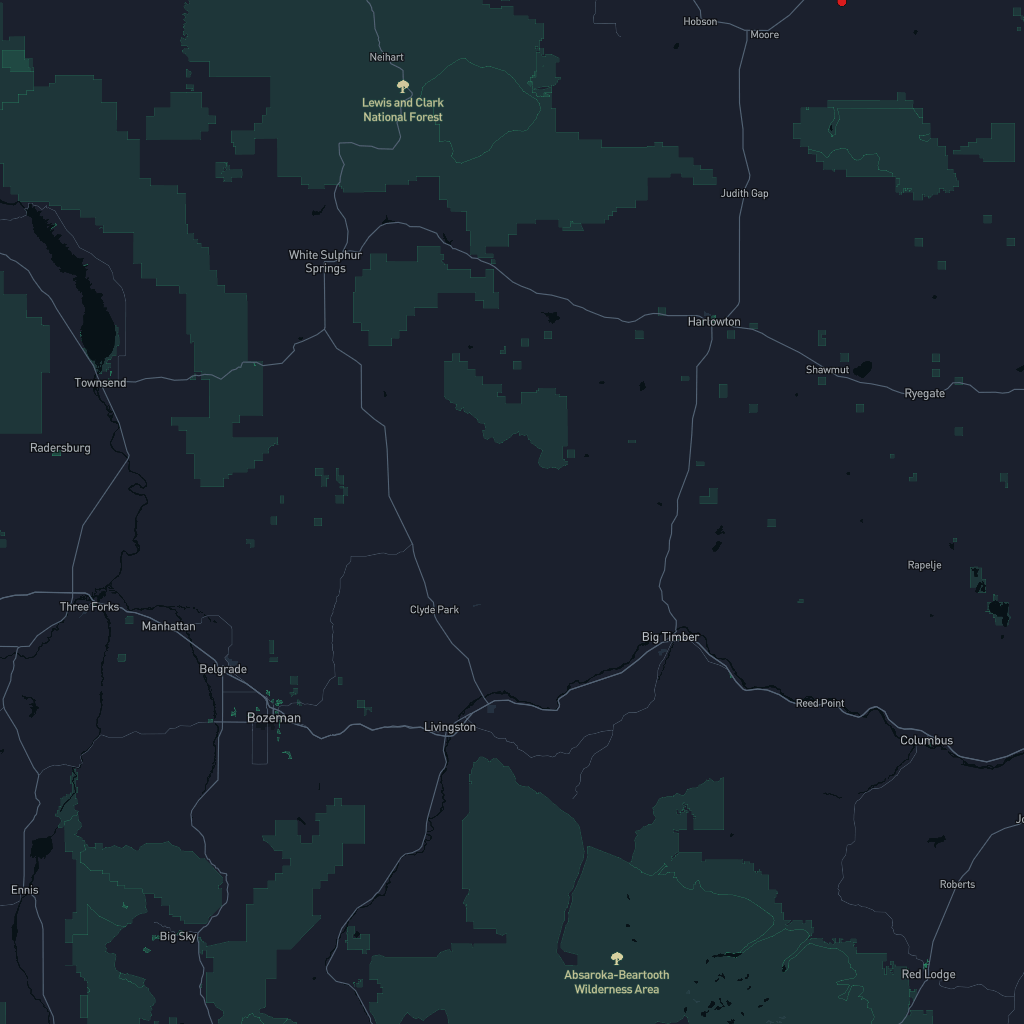 Hobson
Moore
Neihart
Lewis and Clark
National Forest
Judith Gap
White Sulphur
Springs
Harlowton
Shawmut
Townsend
Ryegate
Radersburg
Rapelje
Three Forks
Clyde Park
Manhattan
Big Timber
Belgrade
Bozeman
Livingston
Reed Point
Columbus
Ennis
Roberts
Big Sky
Absaroka-Beartooth
Wilderness Area
Red Lodge